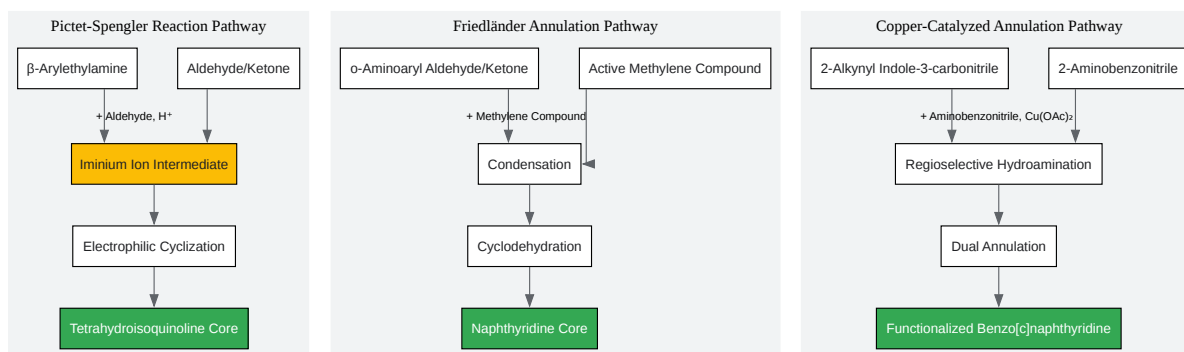 Pictet-Spengler Reaction Pathway
β-Arylethylamine
Aldehyde/Ketone
+ Aldehyde, H⁺
Iminium Ion Intermediate
Electrophilic Cyclization
Tetrahydroisoquinoline Core
Friedländer Annulation Pathway
o-Aminoaryl Aldehyde/Ketone
Active Methylene Compound
+ Methylene Compound
Condensation
Cyclodehydration
Naphthyridine Core
Copper-Catalyzed Annulation Pathway
2-Alkynyl Indole-3-carbonitrile
2-Aminobenzonitrile
+ Aminobenzonitrile, Cu(OAc)₂
Regioselective Hydroamination
Dual Annulation
Functionalized Benzo[c]naphthyridine